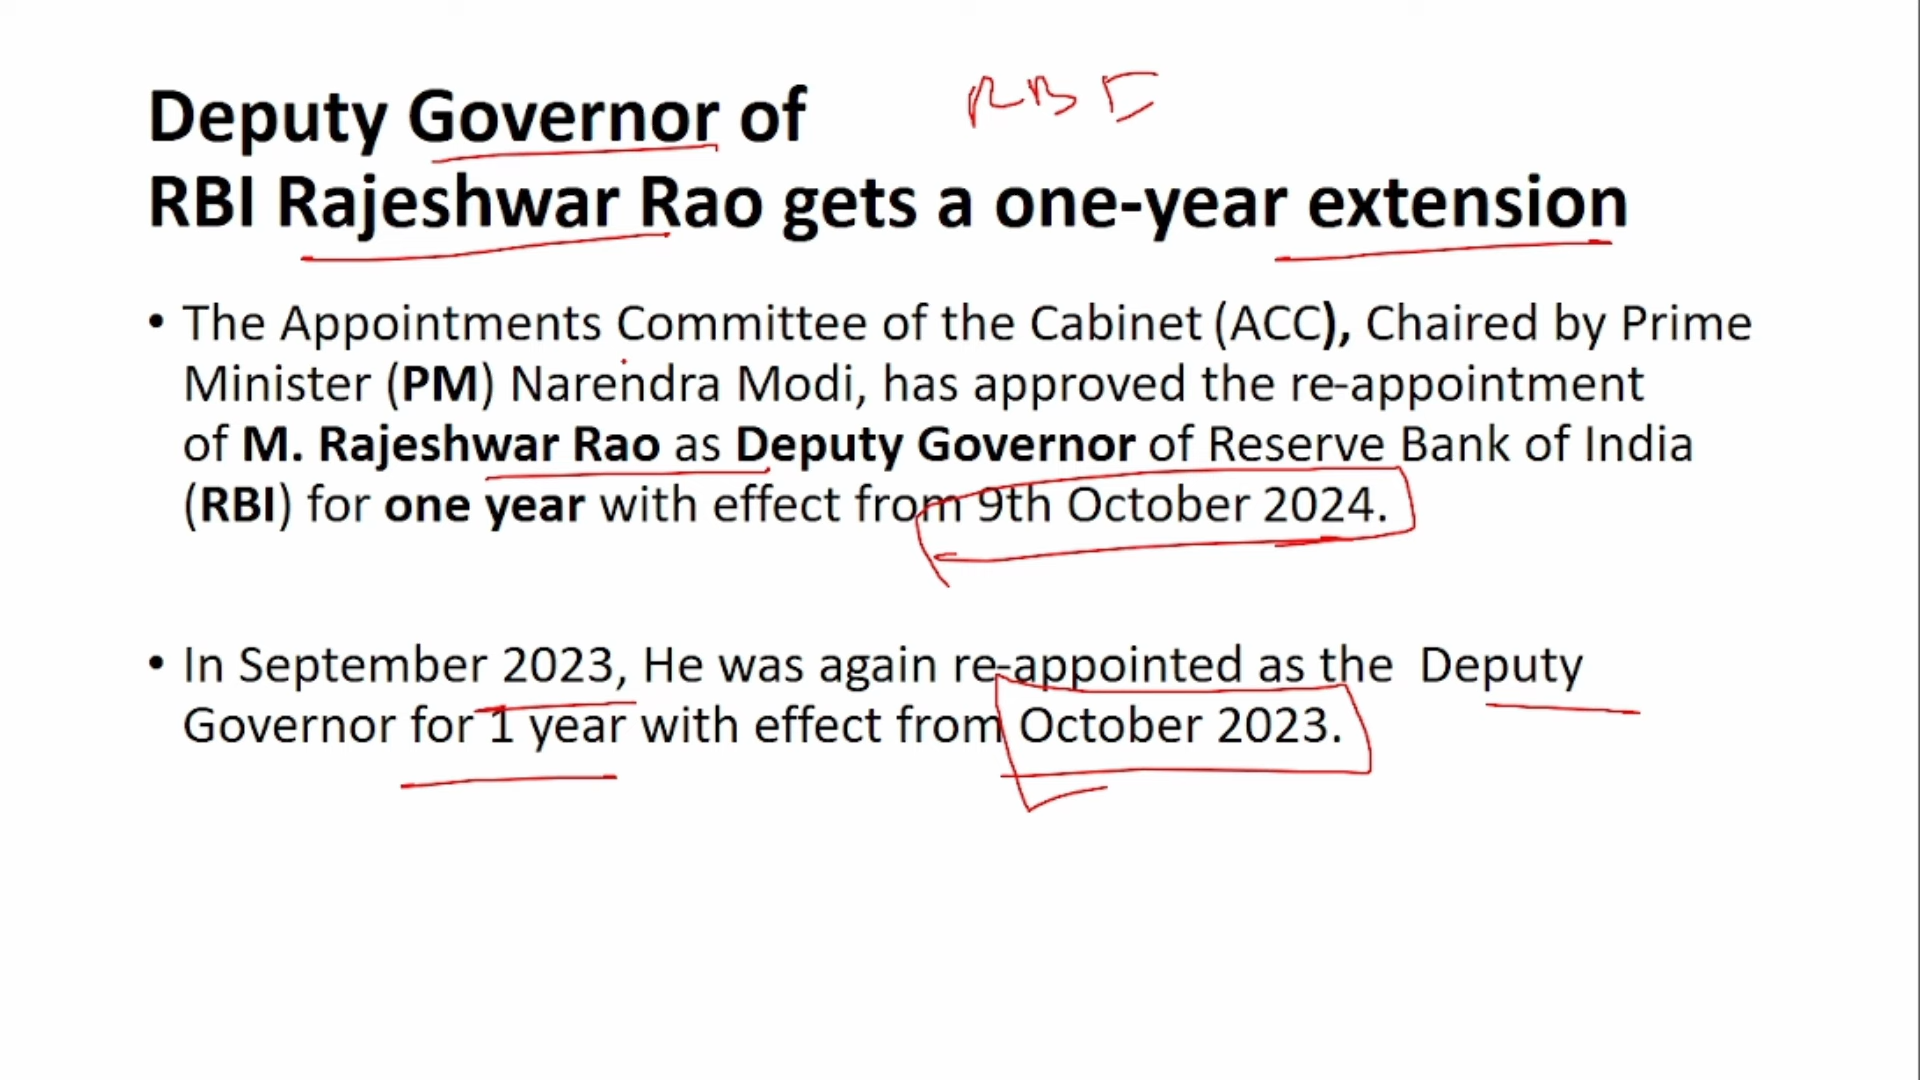 RBI
Deputy Governor of
RBI Rajeshwar Rao gets a one-year extension
• The Appointments Committee of the Cabinet (ACC), Chaired by Prime
Minister (PM) Narendra Modi, has approved the re-appointment
of M. Rajeshwar Rao as Deputy Governor of Reserve Bank of India
(RBI) for one year with effect from 9th October 2024.
• In September 2023, He was again re-appointed as the Deputy
Governor for 1 year with effect from October 2023.